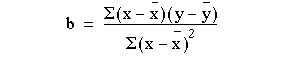 b = Σ(x − x̄)(y − ȳ) / Σ(x − x̄)²